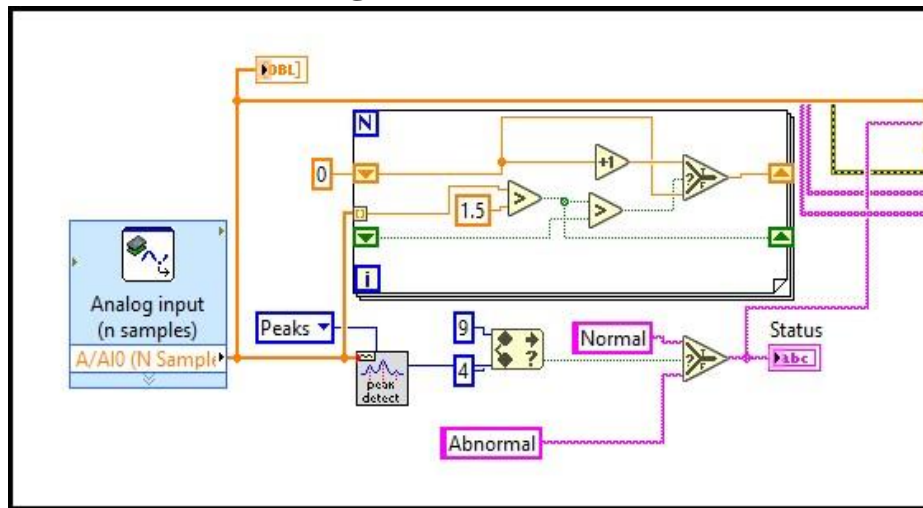 DBL]
N
0
+1
? T F
>
1.5
>
i
Analog input
(n samples)
A/AI0 (N Sample
Peaks
peak
detect
9
4
?
Normal
Abnormal
? T F
Status
abc